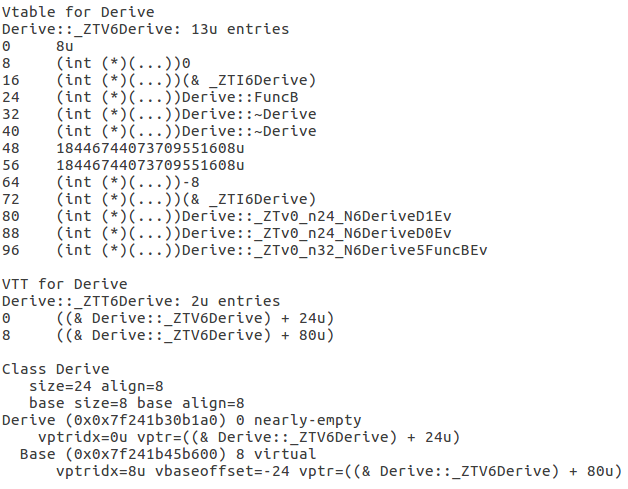 Vtable for Derive
Derive::_ZTV6Derive: 13u entries
0     8u
8     (int (*)(...))0
16    (int (*)(...))(& _ZTI6Derive)
24    (int (*)(...))Derive::FuncB
32    (int (*)(...))Derive::~Derive
40    (int (*)(...))Derive::~Derive
48    18446744073709551608u
56    18446744073709551608u
64    (int (*)(...))-8
72    (int (*)(...))(& _ZTI6Derive)
80    (int (*)(...))Derive::_ZTv0_n24_N6DeriveD1Ev
88    (int (*)(...))Derive::_ZTv0_n24_N6DeriveD0Ev
96    (int (*)(...))Derive::_ZTv0_n32_N6Derive5FuncBEv

VTT for Derive
Derive::_ZTT6Derive: 2u entries
0     ((& Derive::_ZTV6Derive) + 24u)
8     ((& Derive::_ZTV6Derive) + 80u)

Class Derive
   size=24 align=8
   base size=8 base align=8
Derive (0x0x7f241b30b1a0) 0 nearly-empty
    vptridx=0u vptr=((& Derive::_ZTV6Derive) + 24u)
  Base (0x0x7f241b45b600) 8 virtual
      vptridx=8u vbaseoffset=-24 vptr=((& Derive::_ZTV6Derive) + 80u)